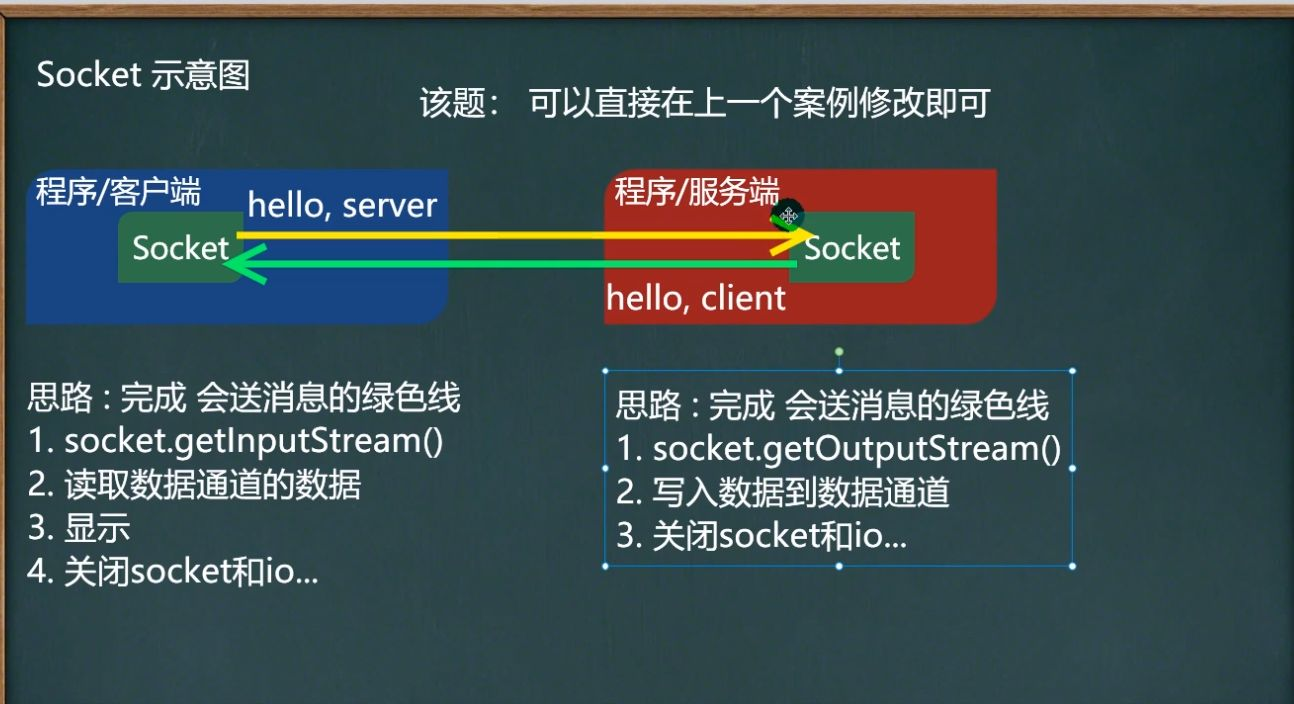 Socket 示意图
该题： 可以直接在上一个案例修改即可
程序/客户端
hello, server
Socket
程序/服务端
Socket
hello, client
思路 : 完成 会送消息的绿色线
1. socket.getInputStream()
2. 读取数据通道的数据
3. 显示
4. 关闭socket和io...
思路 : 完成 会送消息的绿色线
1. socket.getOutputStream()
2. 写入数据到数据通道
3. 关闭socket和io...